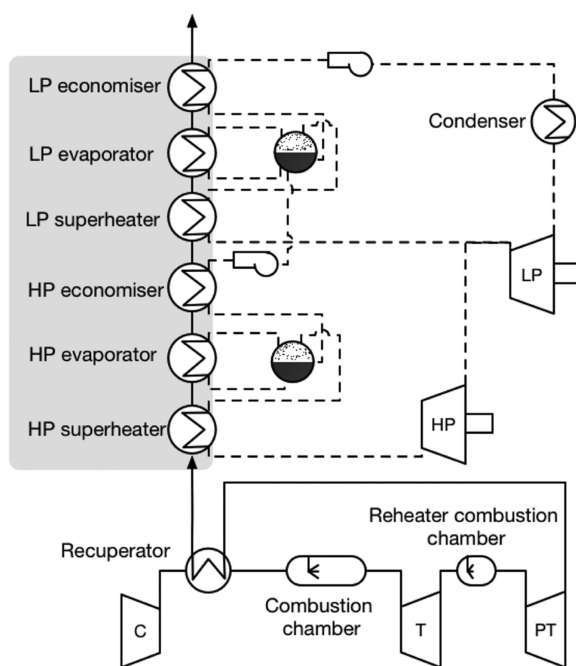 LP economiser
Condenser
LP evaporator
LP superheater
LP
HP economiser
HP evaporator
HP
HP superheater
Reheater combustion
chamber
Recuperator
Combustion
chamber
C
T
PT